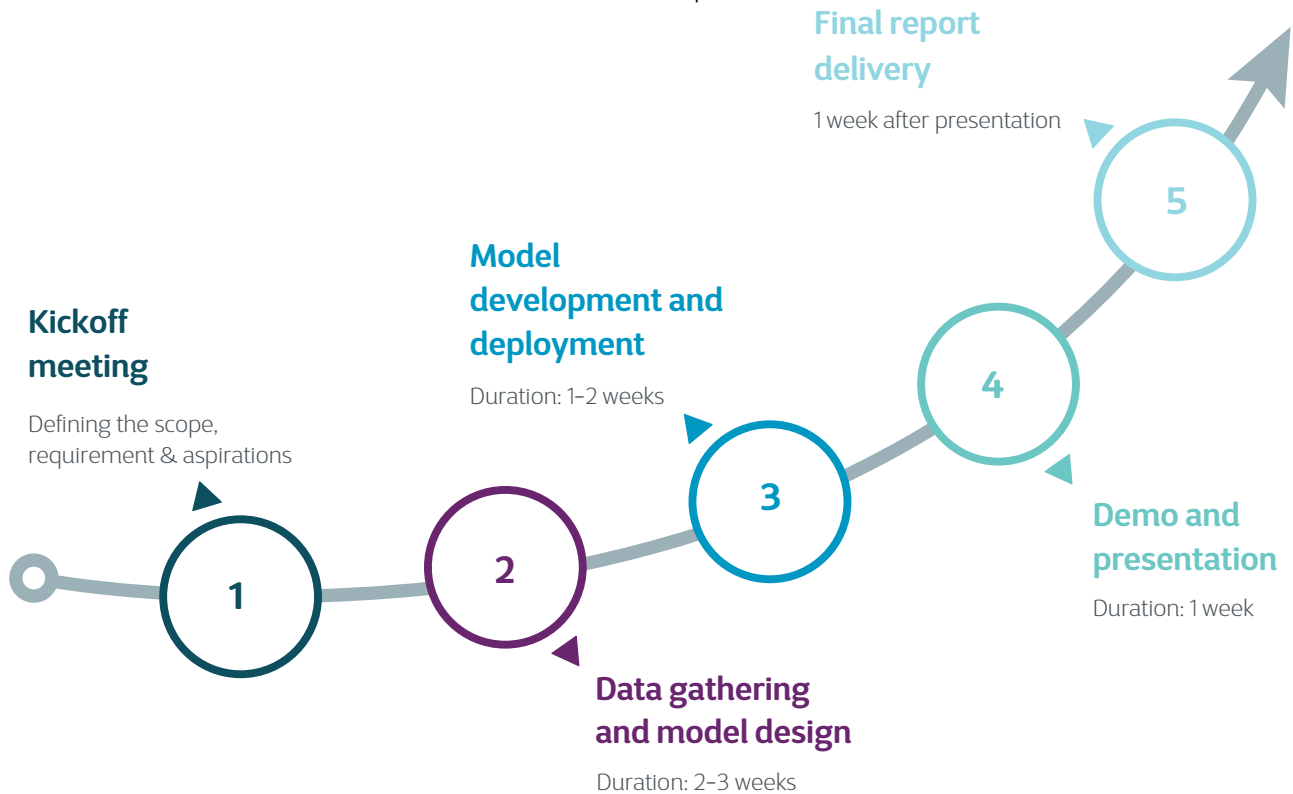 Kickoff
meeting
Defining the scope,
requirement & aspirations
1
2
Data gathering
and model design
Duration: 2-3 weeks
Model
development and
deployment
Duration: 1-2 weeks
3
4
Demo and
presentation
Duration: 1 week
Final report
delivery
1 week after presentation
5